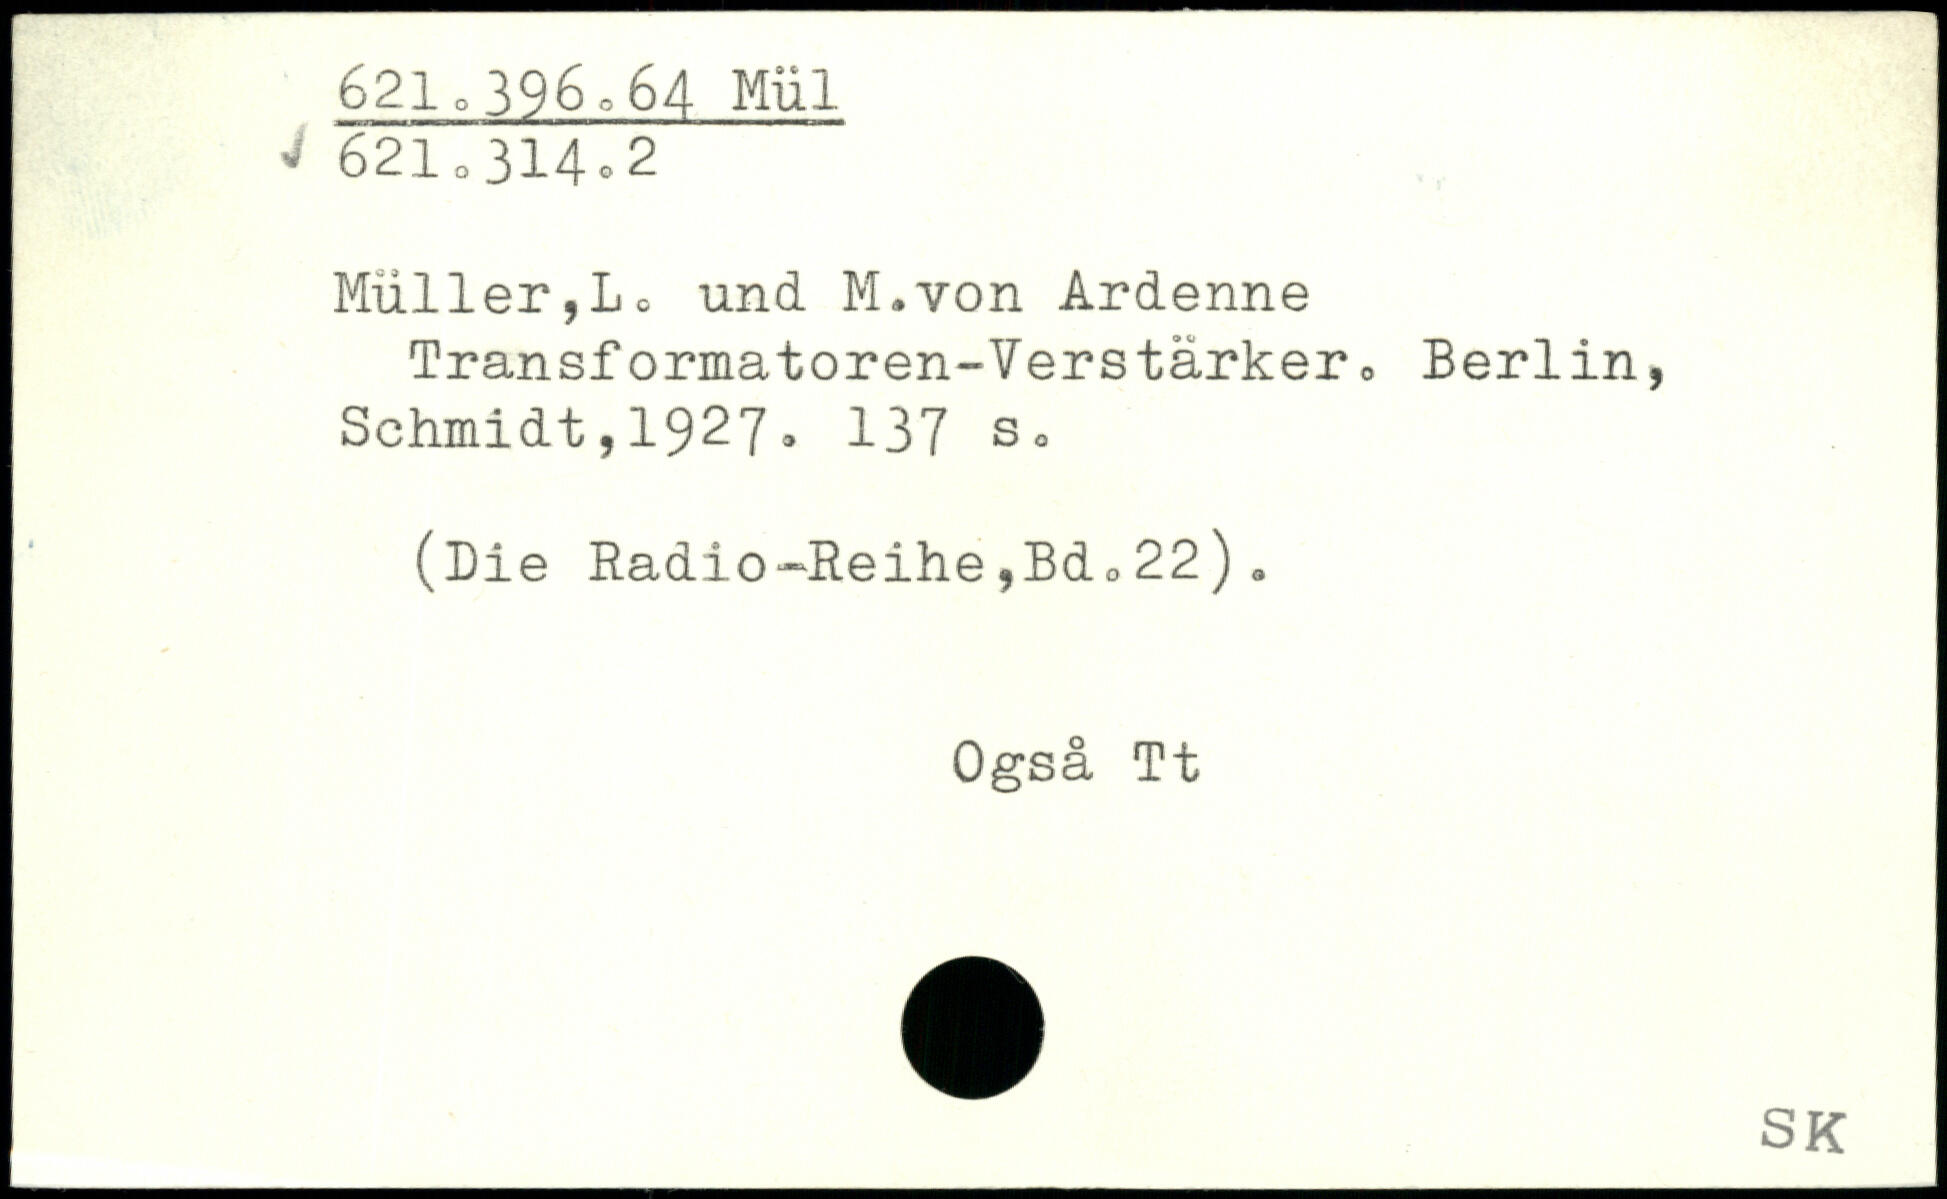 621.396.64 Mül
621.314.2
Müller,L. und M.von Ardenne
Transformatoren-Verstärker. Berlin,
Schmidt,1927. 137 s.
(Die Radio-Reihe,Bd.22).
Også Tt
SK